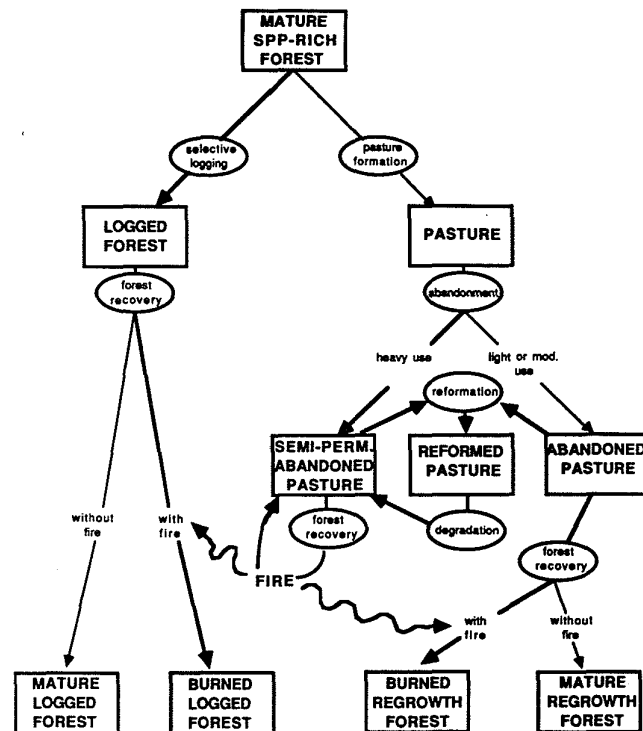 MATURE
SPP-RICH
FOREST
selective
logging
pasture
formation
LOGGED
FOREST
PASTURE
forest
recovery
abandonment
heavy use
light or mod.
use
reformation
SEMI-PERM.
ABANDONED
PASTURE
REFORMED
PASTURE
ABANDONED
PASTURE
without
fire
with
fire
forest
recovery
degradation
FIRE
forest
recovery
with
fire
without
fire
MATURE
LOGGED
FOREST
BURNED
LOGGED
FOREST
BURNED
REGROWTH
FOREST
MATURE
REGROWTH
FOREST